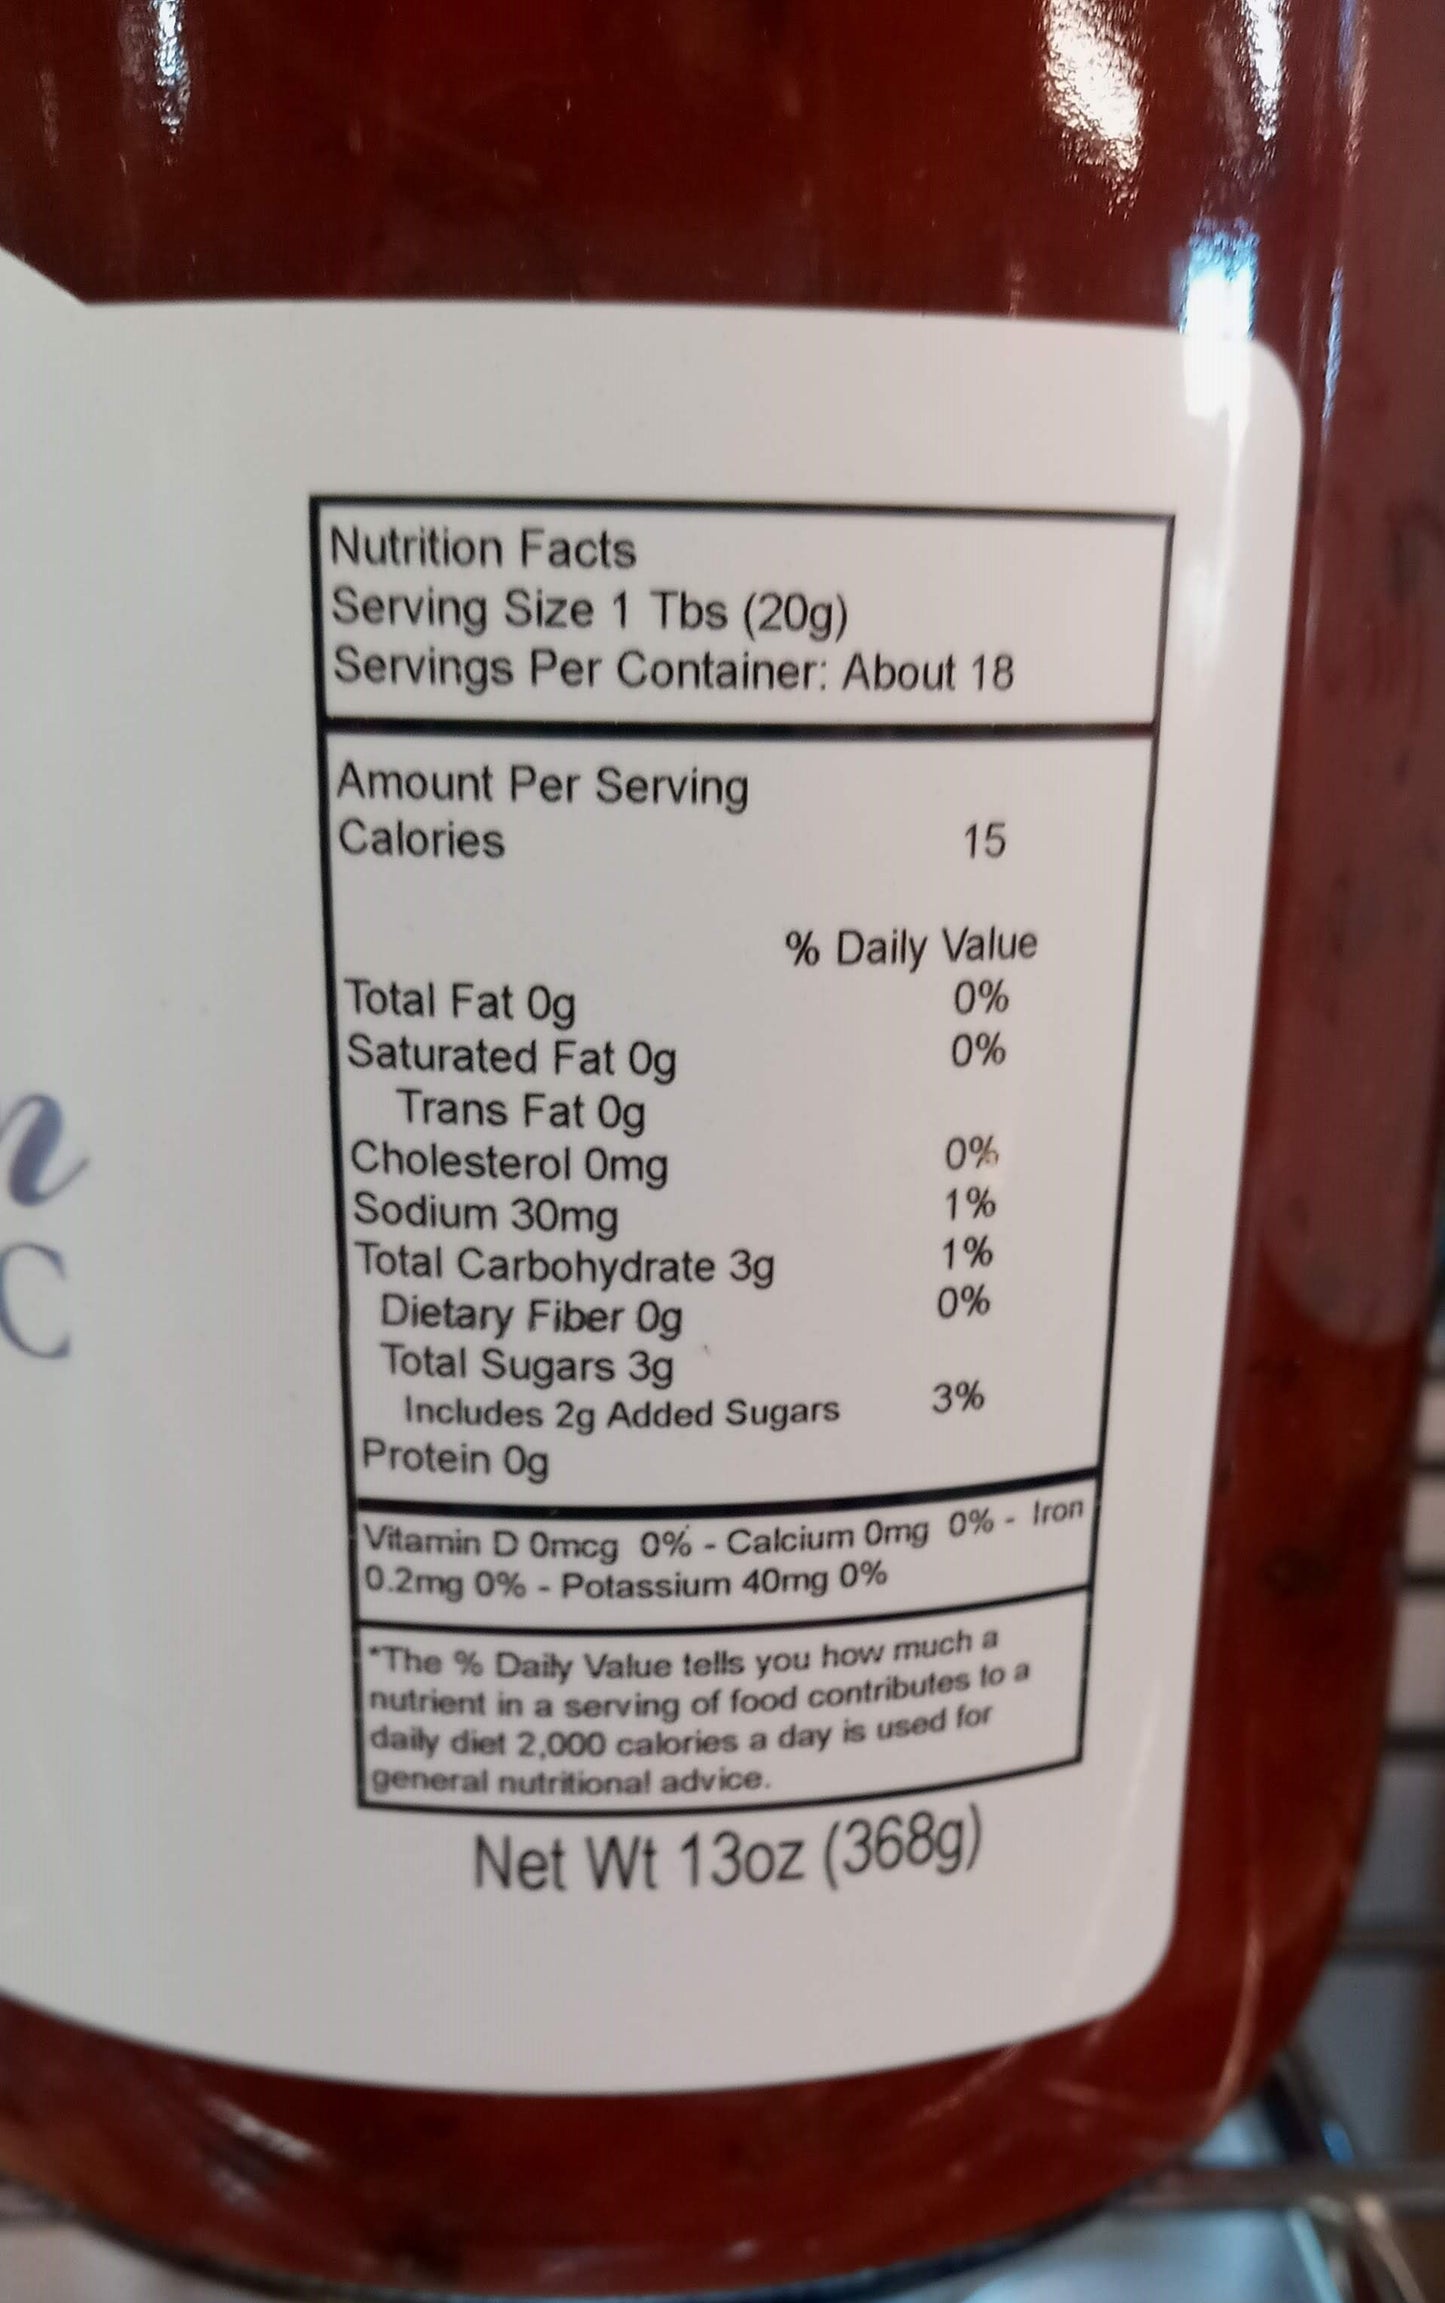 Nutrition Facts
Serving Size 1 Tbs (20g)
Servings Per Container: About 18
Amount Per Serving
Calories 15
% Daily Value
Total Fat 0g 0%
Saturated Fat 0g 0%
Trans Fat 0g
Cholesterol 0mg 0%
Sodium 30mg 1%
Total Carbohydrate 3g 1%
Dietary Fiber 0g 0%
Total Sugars 3g
Includes 2g Added Sugars 3%
Protein 0g
Vitamin D 0mcg 0% - Calcium 0mg 0% - Iron
0.2mg 0% - Potassium 40mg 0%
*The % Daily Value tells you how much a
nutrient in a serving of food contributes to a
daily diet 2,000 calories a day is used for
general nutritional advice.
Net Wt 13oz (368g)
n
C